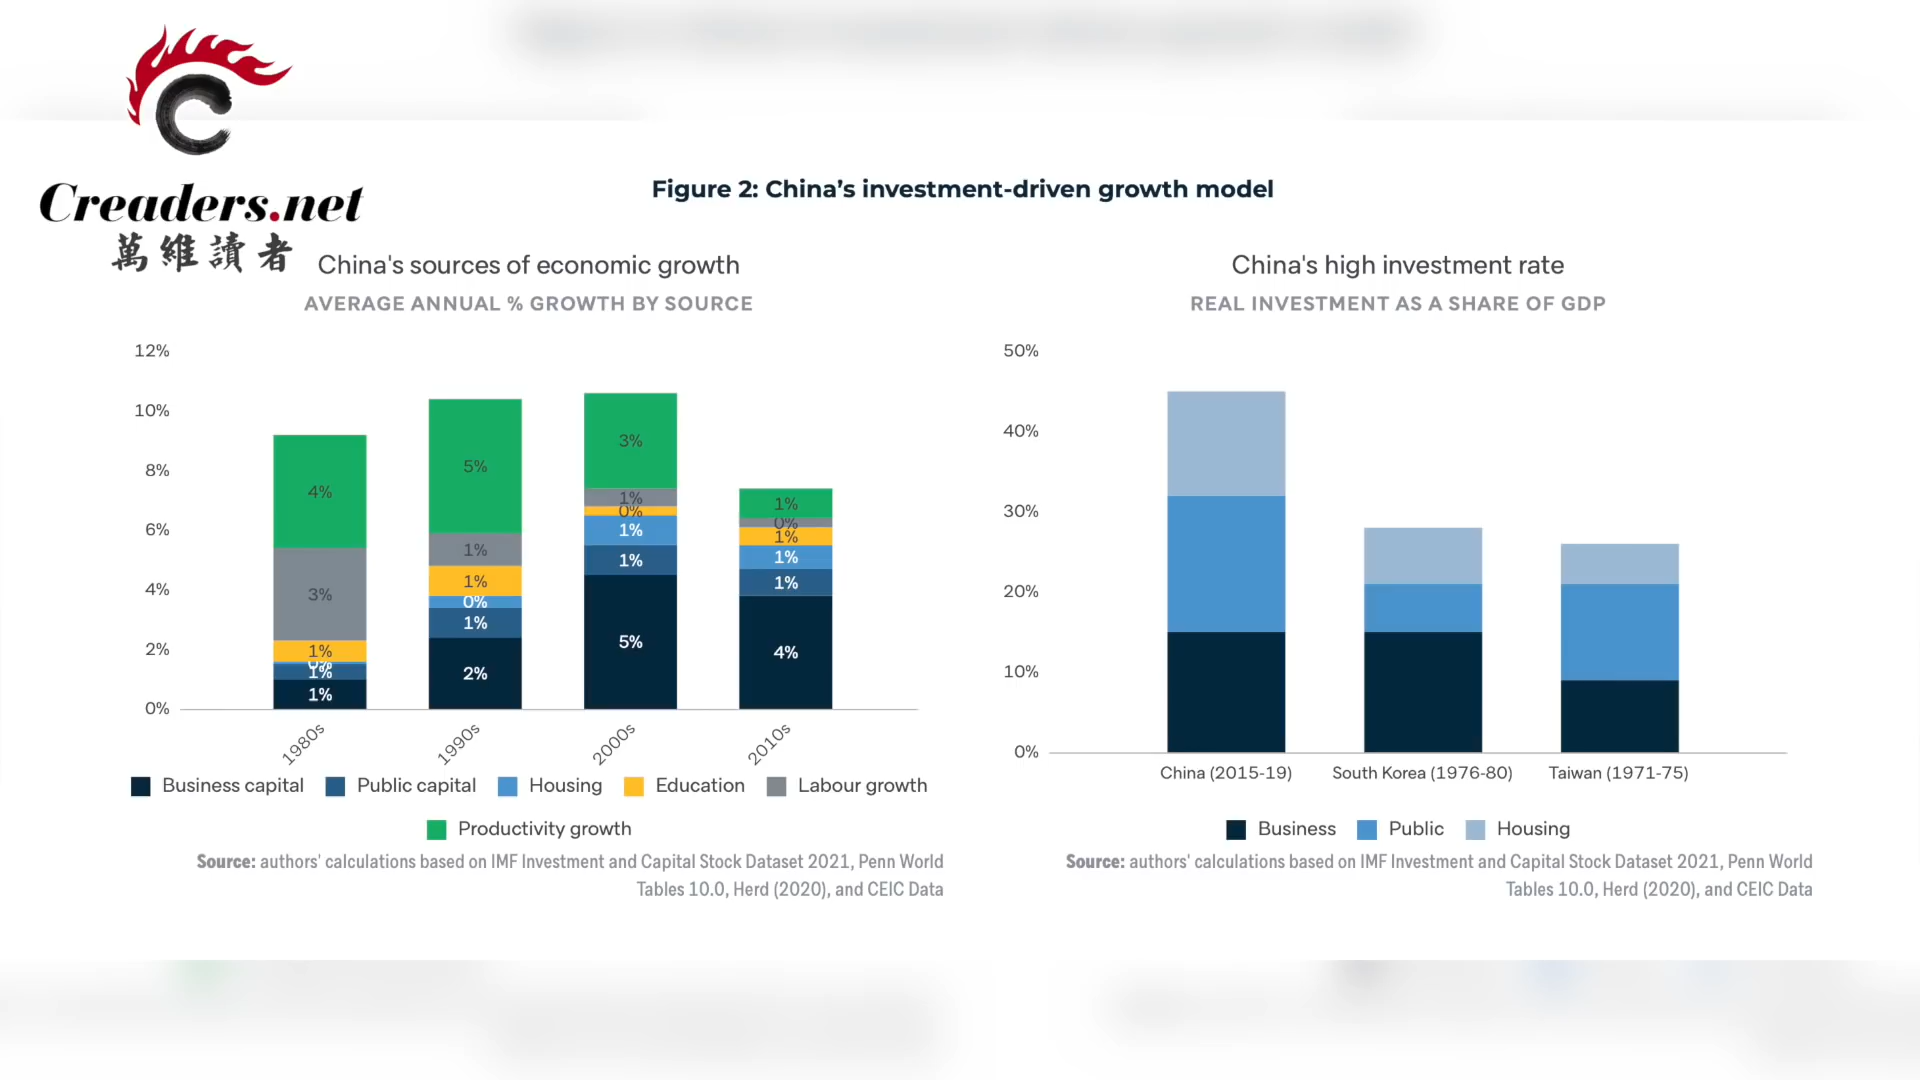 Creaders.net
萬維讀者
Figure 2: China’s investment-driven growth model
China's sources of economic growth
AVERAGE ANNUAL % GROWTH BY SOURCE
12%
10%
8%
6%
4%
2%
0%
4%
3%
1%
0%
1%
1%
5%
1%
1%
0%
1%
2%
3%
1%
0%
1%
1%
5%
1%
0%
1%
1%
1%
4%
1980s
1990s
2000s
2010s
Business capital
Public capital
Housing
Education
Labour growth
Productivity growth
Source: authors' calculations based on IMF Investment and Capital Stock Dataset 2021, Penn World
Tables 10.0, Herd (2020), and CEIC Data
China's high investment rate
REAL INVESTMENT AS A SHARE OF GDP
50%
40%
30%
20%
10%
0%
China (2015-19)
South Korea (1976-80)
Taiwan (1971-75)
Business
Public
Housing
Source: authors' calculations based on IMF Investment and Capital Stock Dataset 2021, Penn World
Tables 10.0, Herd (2020), and CEIC Data